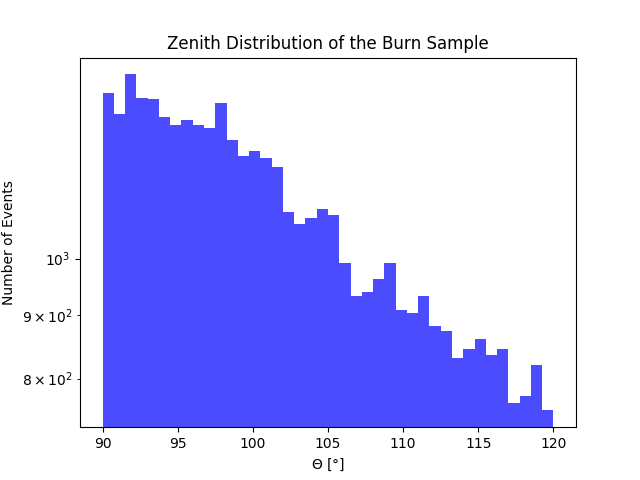 Zenith Distribution of the Burn Sample
Number of Events
10³
9 × 10²
8 × 10²
90 95 100 105 110 115 120
Θ [°]